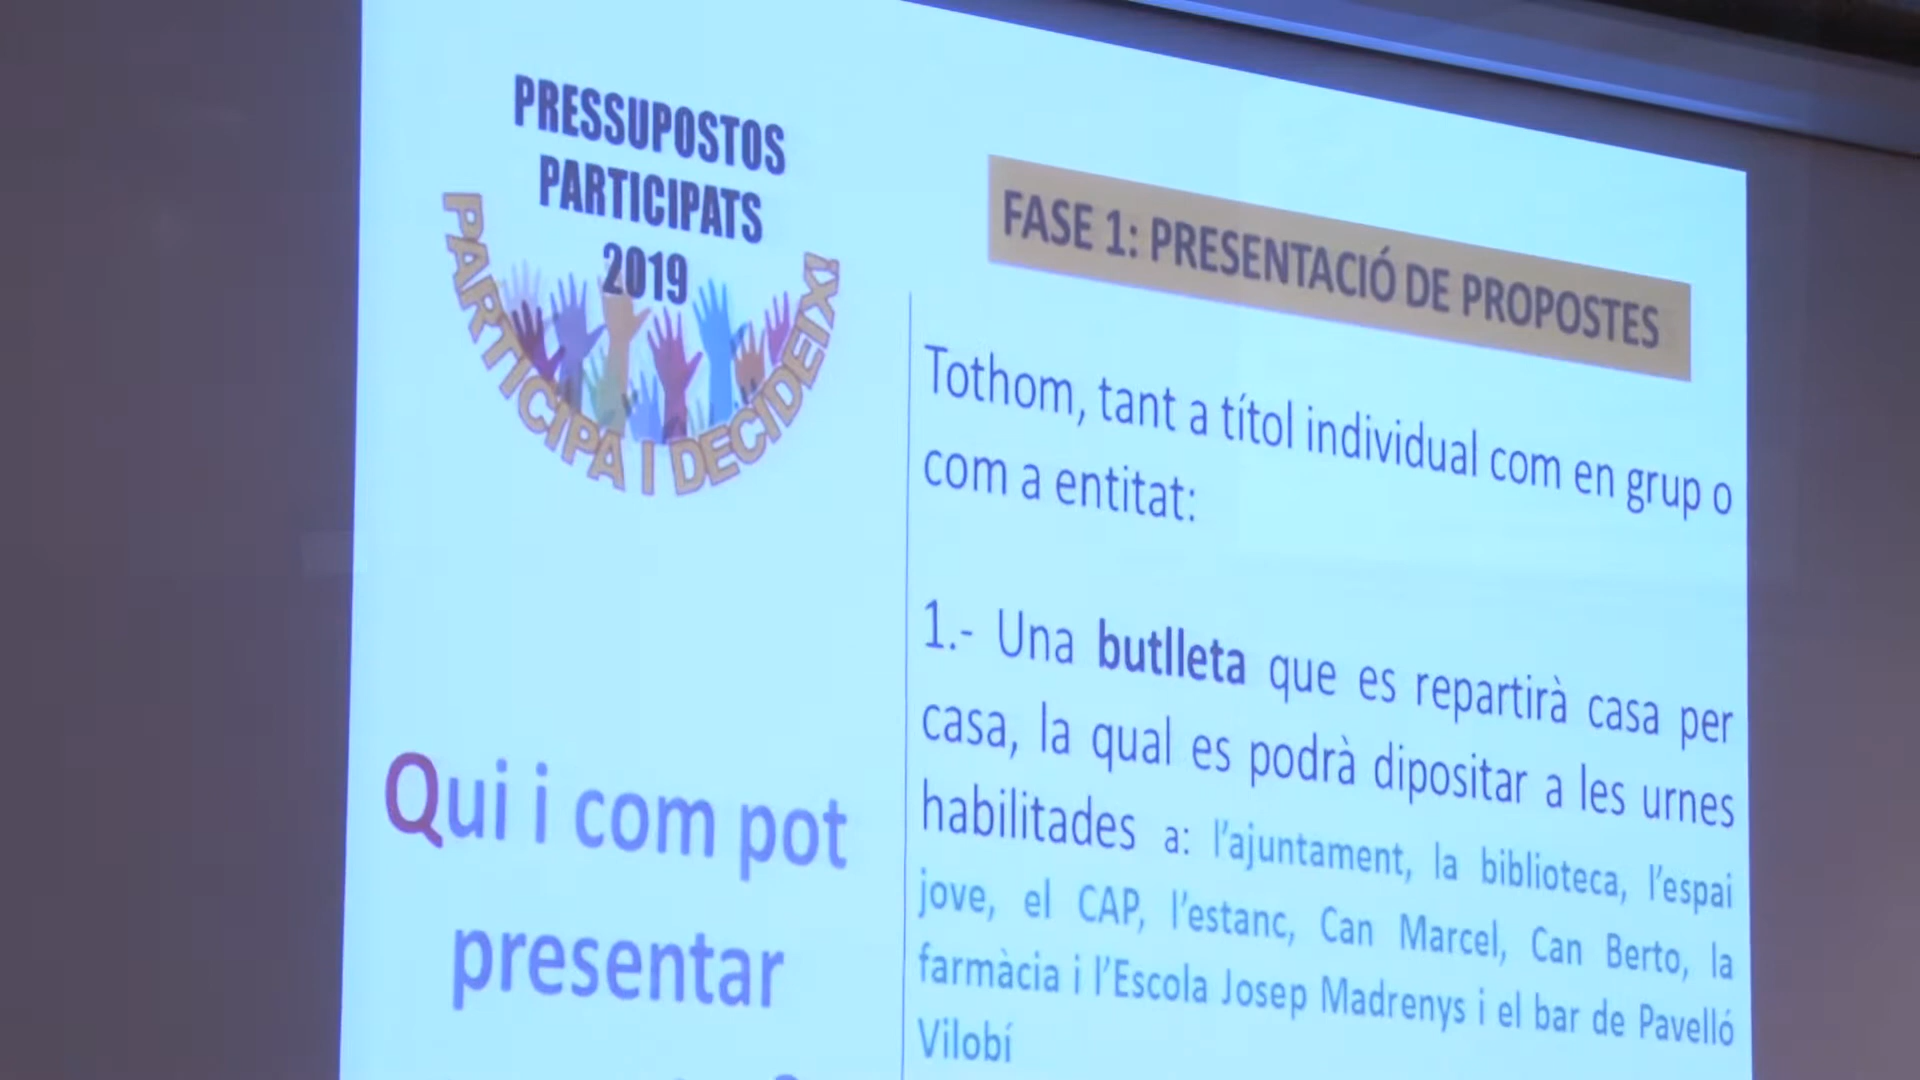 PRESSUPOSTOS
PARTICIPATS
2019
PARTICIPA I DECIDEIX!
Qui i com pot
presentar
FASE 1: PRESENTACIÓ DE PROPOSTES
Tothom, tant a títol individual com en grup o
com a entitat:
1.- Una butlleta que es repartirà casa per
casa, la qual es podrà dipositar a les urnes
habilitades a: l'ajuntament, la biblioteca, l'espai
jove, el CAP, l'estanc, Can Marcel, Can Berto, la
farmàcia i l'Escola Josep Madrenys i el bar de Pavelló
Vilobí